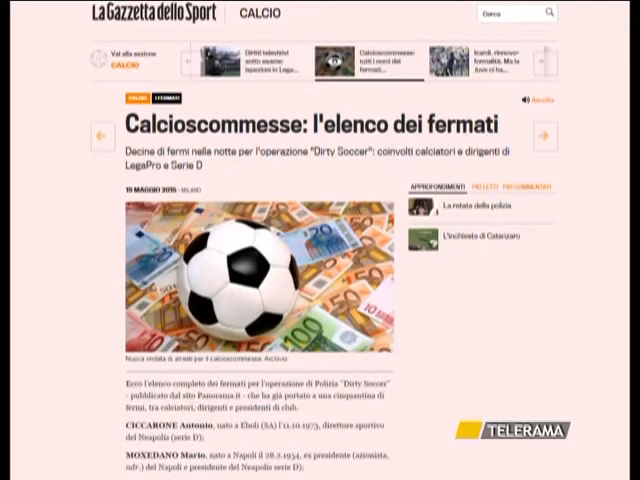 La Gazzetta dello Sport
CALCIO
Cerca
Vai alla sezione
CALCIO
Diritti televisivi
sotto esame:
ispezioni in Lega...
Calcioscommesse:
tutti i nomi dei
fermati...
Icardi, rinnovo
formalità. Ma la
Juve ci ha...
CALCIO
I FERMATI
Ascolta
Calcioscommesse: l'elenco dei fermati
Decine di fermi nella notte per l'operazione "Dirty Soccer": coinvolti calciatori e dirigenti di
LegaPro e Serie D
19 MAGGIO 2015 - MILANO
APPROFONDIMENTI PIÙ LETTI PIÙ COMMENTATI
La retata della polizia
L'inchiesta di Catanzaro
Nuova ondata di arresti per il calcioscommesse. Archivio
Ecco l'elenco completo dei fermati per l'operazione di Polizia "Dirty Soccer"
- pubblicato dal sito Panorama.it - che ha già portato a una cinquantina di
fermi, tra calciatori, dirigenti e presidenti di club.
CICCARONE Antonio, nato a Eboli (SA) l'11.10.1973, direttore sportivo
del Neapolis (serie D);
MOXEDANO Mario, nato a Napoli il 28.2.1954, ex presidente (azionista,
ndr.) del Napoli e presidente del Neapolis serie D);
TELERAMA